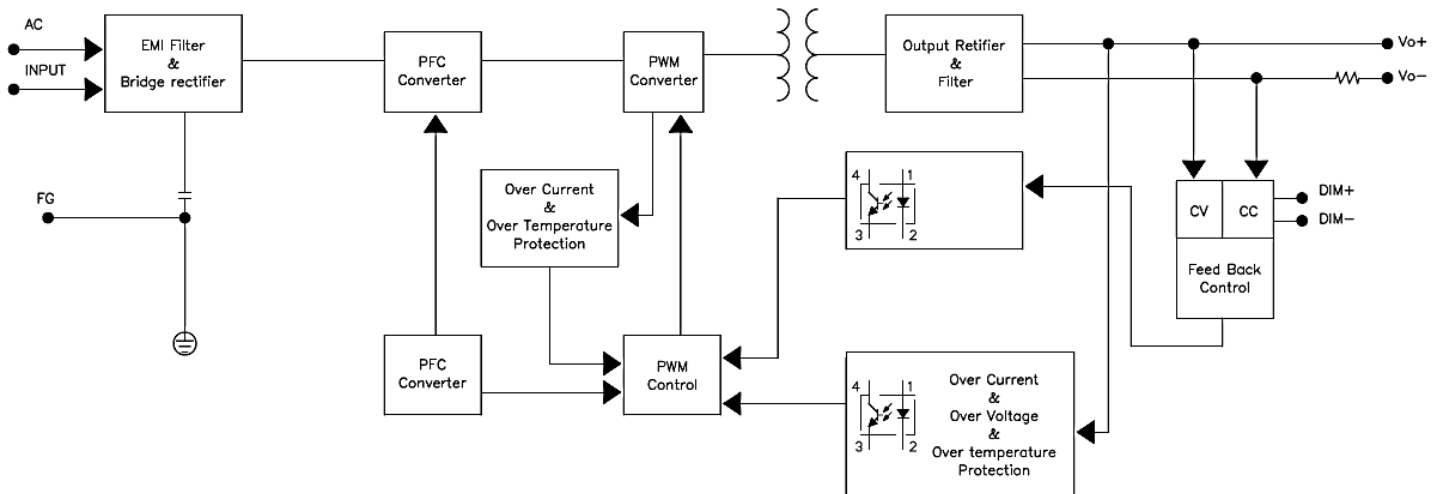 AC
INPUT
FG
EMI Filter
&
Bridge rectifier
PFC
Converter
PWM
Converter
Output Retifier
&
Filter
Vo+
Vo-
Over Current
&
Over Temperature
Protection
4
1
3
2
CV
CC
DIM+
DIM-
Feed Back
Control
PFC
Converter
PWM
Control
4
1
3
2
Over Current
&
Over Voltage
&
Over temperature
Protection